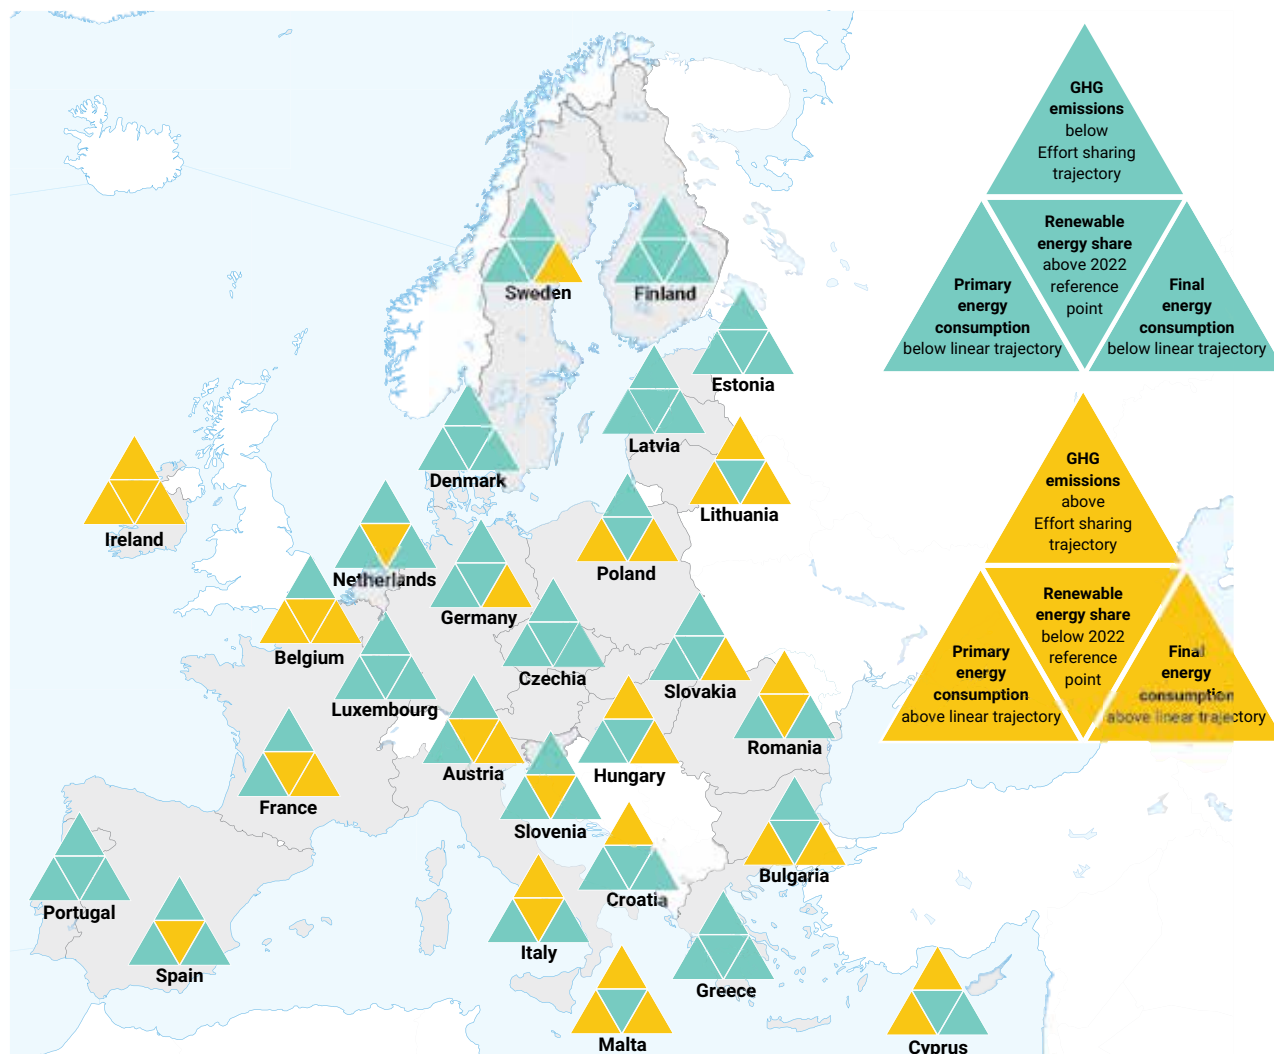 GHG
emissions
below
Effort sharing
trajectory
Renewable
energy share
above 2022
reference
point
Primary
energy
consumption
below linear trajectory
Final
energy
consumption
below linear trajectory
GHG
emissions
above
Effort sharing
trajectory
Renewable
energy share
below 2022
reference
point
Primary
energy
consumption
above linear trajectory
Final
energy
consumption
above linear trajectory
Sweden
Finland
Estonia
Latvia
Denmark
Lithuania
Ireland
Netherlands
Poland
Germany
Belgium
Czechia
Slovakia
Luxembourg
Romania
Austria
Hungary
France
Slovenia
Bulgaria
Croatia
Portugal
Italy
Spain
Greece
Malta
Cyprus